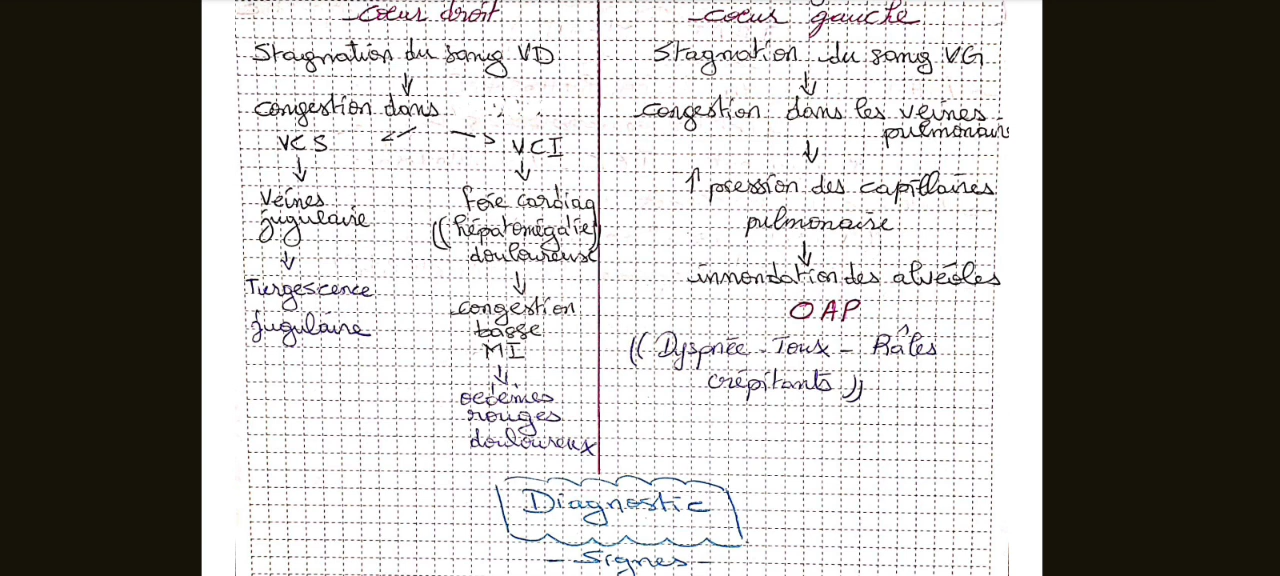 coeur droit
Stagnation du sang VD
↓
congestion dans
VCS ← → VCI
↓
Veines
jugulaire
↓
Turgescence
jugulaire
↓
foie cardiaq
((hépatomégalie
douloureuse
↓
congestion
basse
MI
↓
oedèmes
rouges
douloureux
coeur gauche
Stagnation du sang VG
↓
congestion dans les veines
pulmonaire
↓
↑ pression des capillaires
pulmonaire
↓
innondation des alvéoles
OAP
(( Dyspnée - Toux - Râles
crépitants ))
Diagnostic
- Signes -